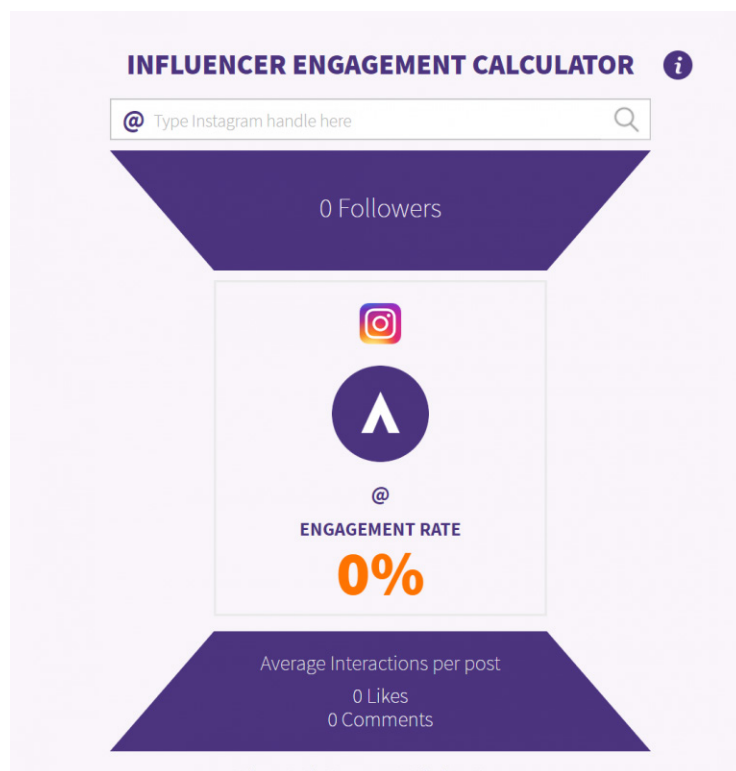 INFLUENCER ENGAGEMENT CALCULATOR i
@ Type Instagram handle here
0 Followers
@
ENGAGEMENT RATE
0%
Average Interactions per post
0 Likes
0 Comments